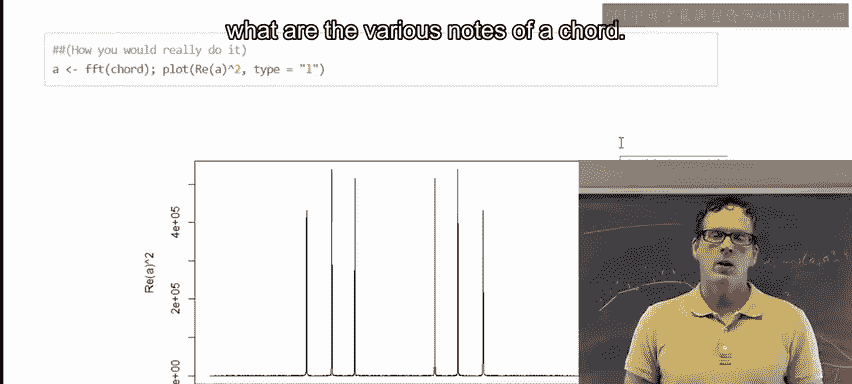 what are the various notes of a chord.
##(How you would really do it)
a <- fft(chord); plot(Re(a)^2, type = "l")
Re(a)^2
4e+05
2e+05
e+00